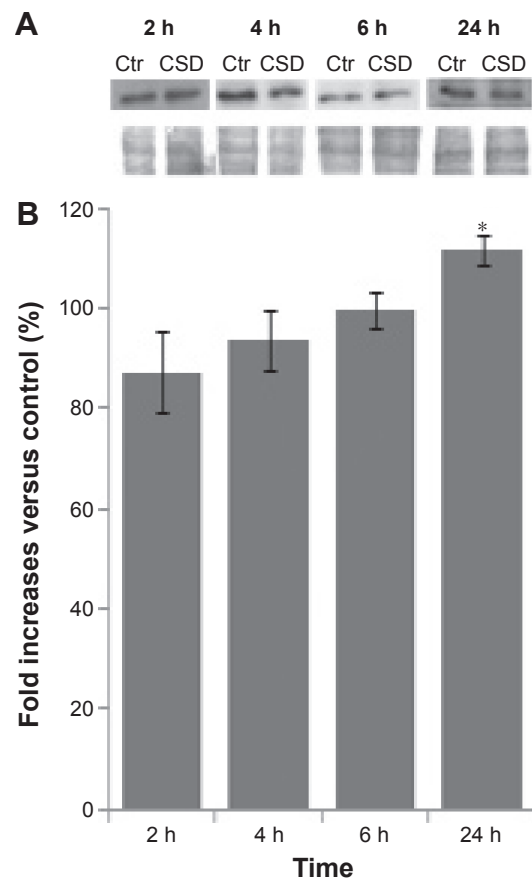 A
2 h 4 h 6 h 24 h
Ctr CSD Ctr CSD Ctr CSD Ctr CSD
B
120
100
80
60
40
20
0
Fold increases versus control (%)
*
2 h 4 h 6 h 24 h
Time